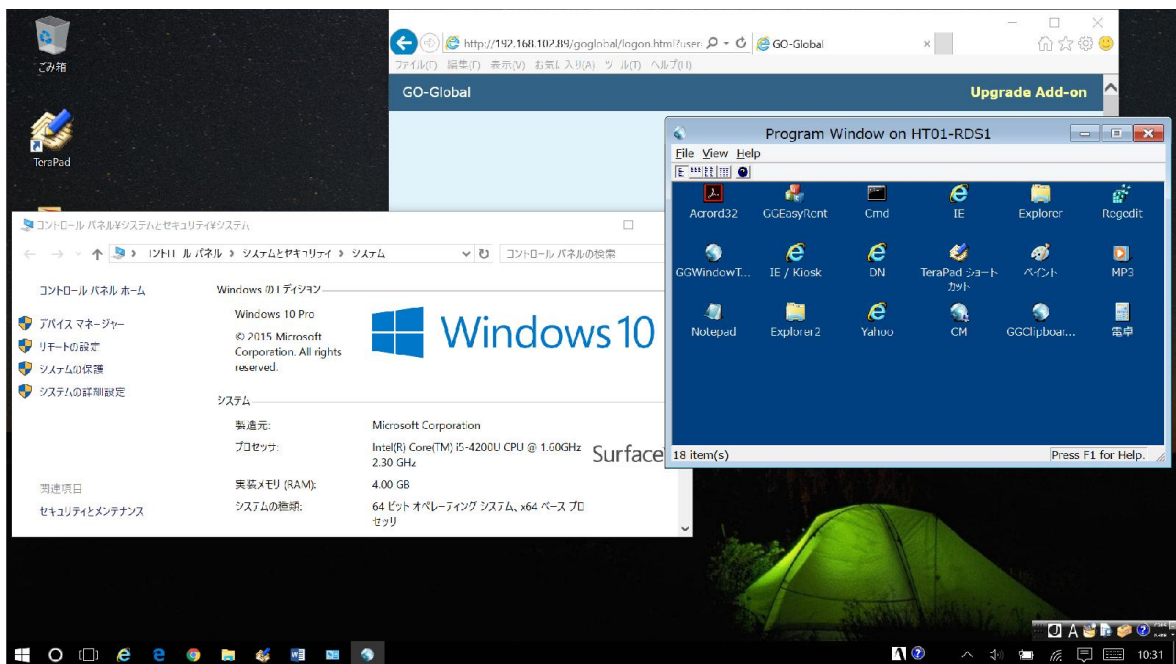 ごみ箱
TeraPad
http://192.168.102.89/goglobal/logon.html?user:
GO-Global
ファイル(F) 編集(E) 表示(V) お気に入り(A) ツール(T) ヘルプ(H)
GO-Global
Upgrade Add-on
Program Window on HT01-RDS1
File View Help
Acrord32 GGEasyRent Cmd IE Explorer Regedit
GGWindowT... IE / Kiosk DN TeraPad ショート ペイント MP3
カット
Notepad Explorer2 Yahoo CM GGClipboar... 電卓
18 item(s)
Press F1 for Help.
コントロール パネル¥システムとセキュリティ¥システム
コントロール パネル › システムとセキュリティ › システム
コントロール パネルの検索
コントロール パネル ホーム
デバイス マネージャー
リモートの設定
システムの保護
システムの詳細設定
関連項目
セキュリティとメンテナンス
Windows のエディション
Windows 10 Pro
© 2015 Microsoft
Corporation. All rights
reserved.
Windows 10
システム
製造元: Microsoft Corporation
プロセッサ: Intel(R) Core(TM) i5-4200U CPU @ 1.60GHz
2.30 GHz
Surface
実装メモリ (RAM): 4.00 GB
システムの種類: 64 ビット オペレーティング システム、x64 ベース プロ
セッサ
A
10:31